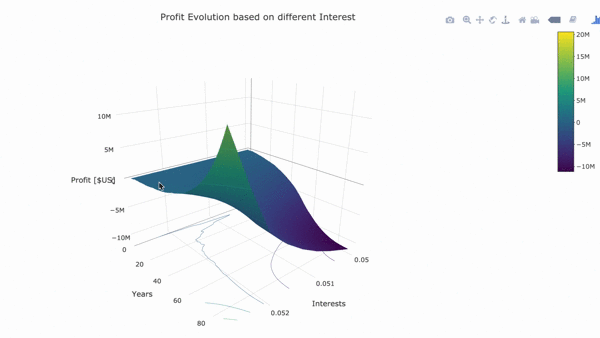 Profit Evolution based on different Interest
20M
15M
10M
5M
0
−5M
−10M
10M
5M
Profit [$US]
−5M
−10M
0
20
40
60
80
Years
0.05
0.051
0.052
Interests